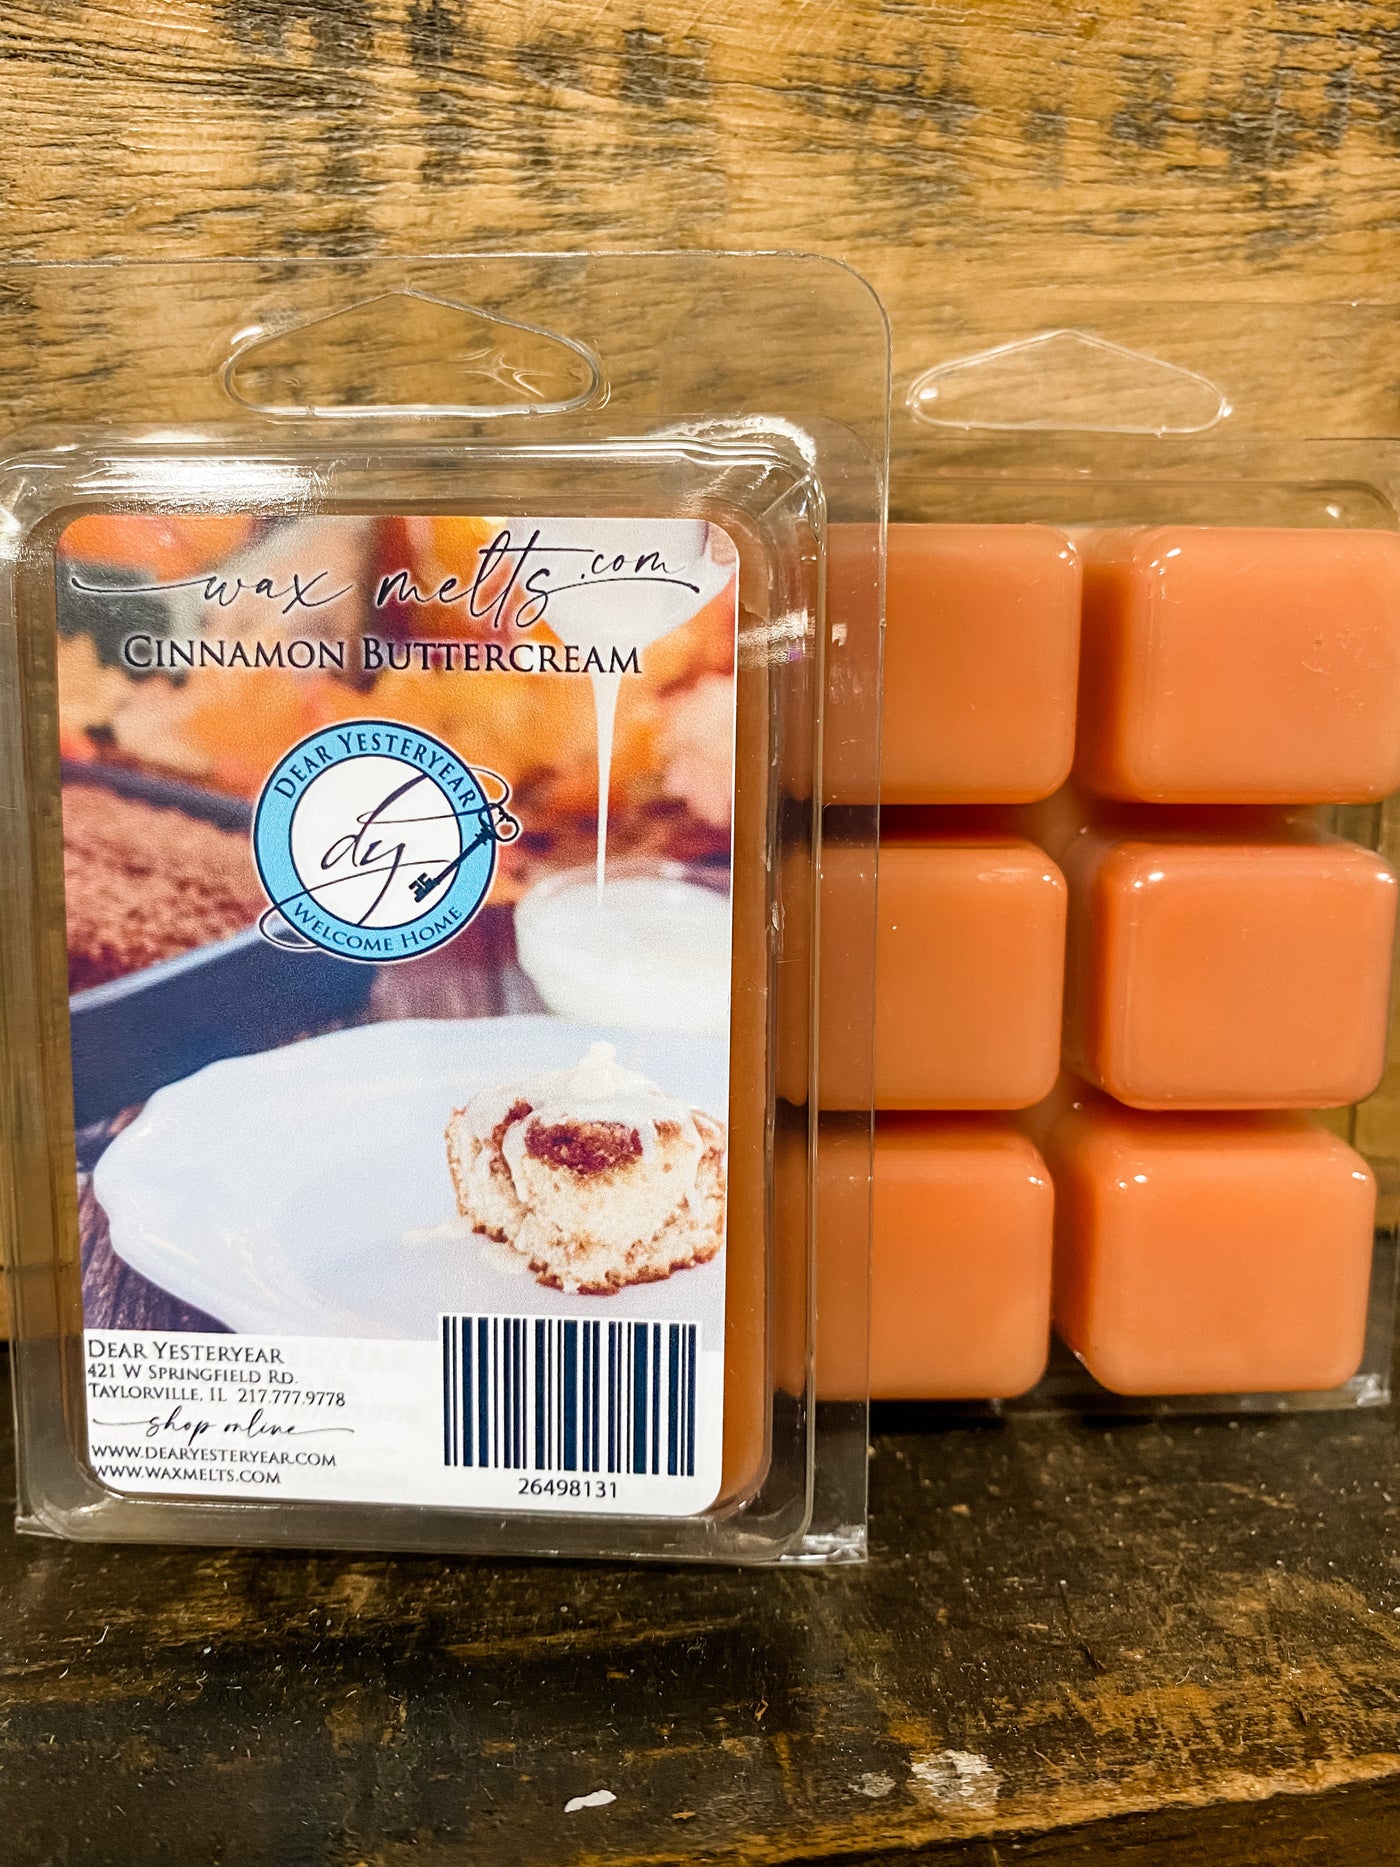 wax melts.com
Cinnamon Buttercream
Dear Yesteryear
dy
Welcome Home
Dear Yesteryear
421 W Springfield Rd.
Taylorville, IL 217.777.9778
shop online
www.dearyesteryear.com
www.waxmelts.com
26498131